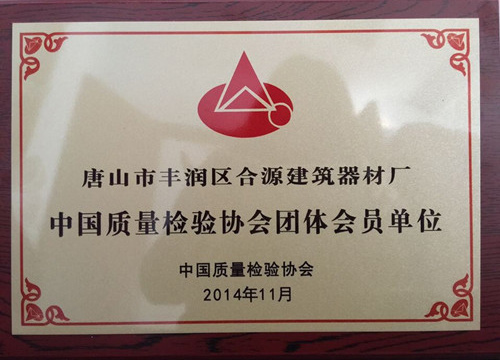 唐山市丰润区合源建筑器材厂
中国质量检验协会团体会员单位
中国质量检验协会
2014年11月